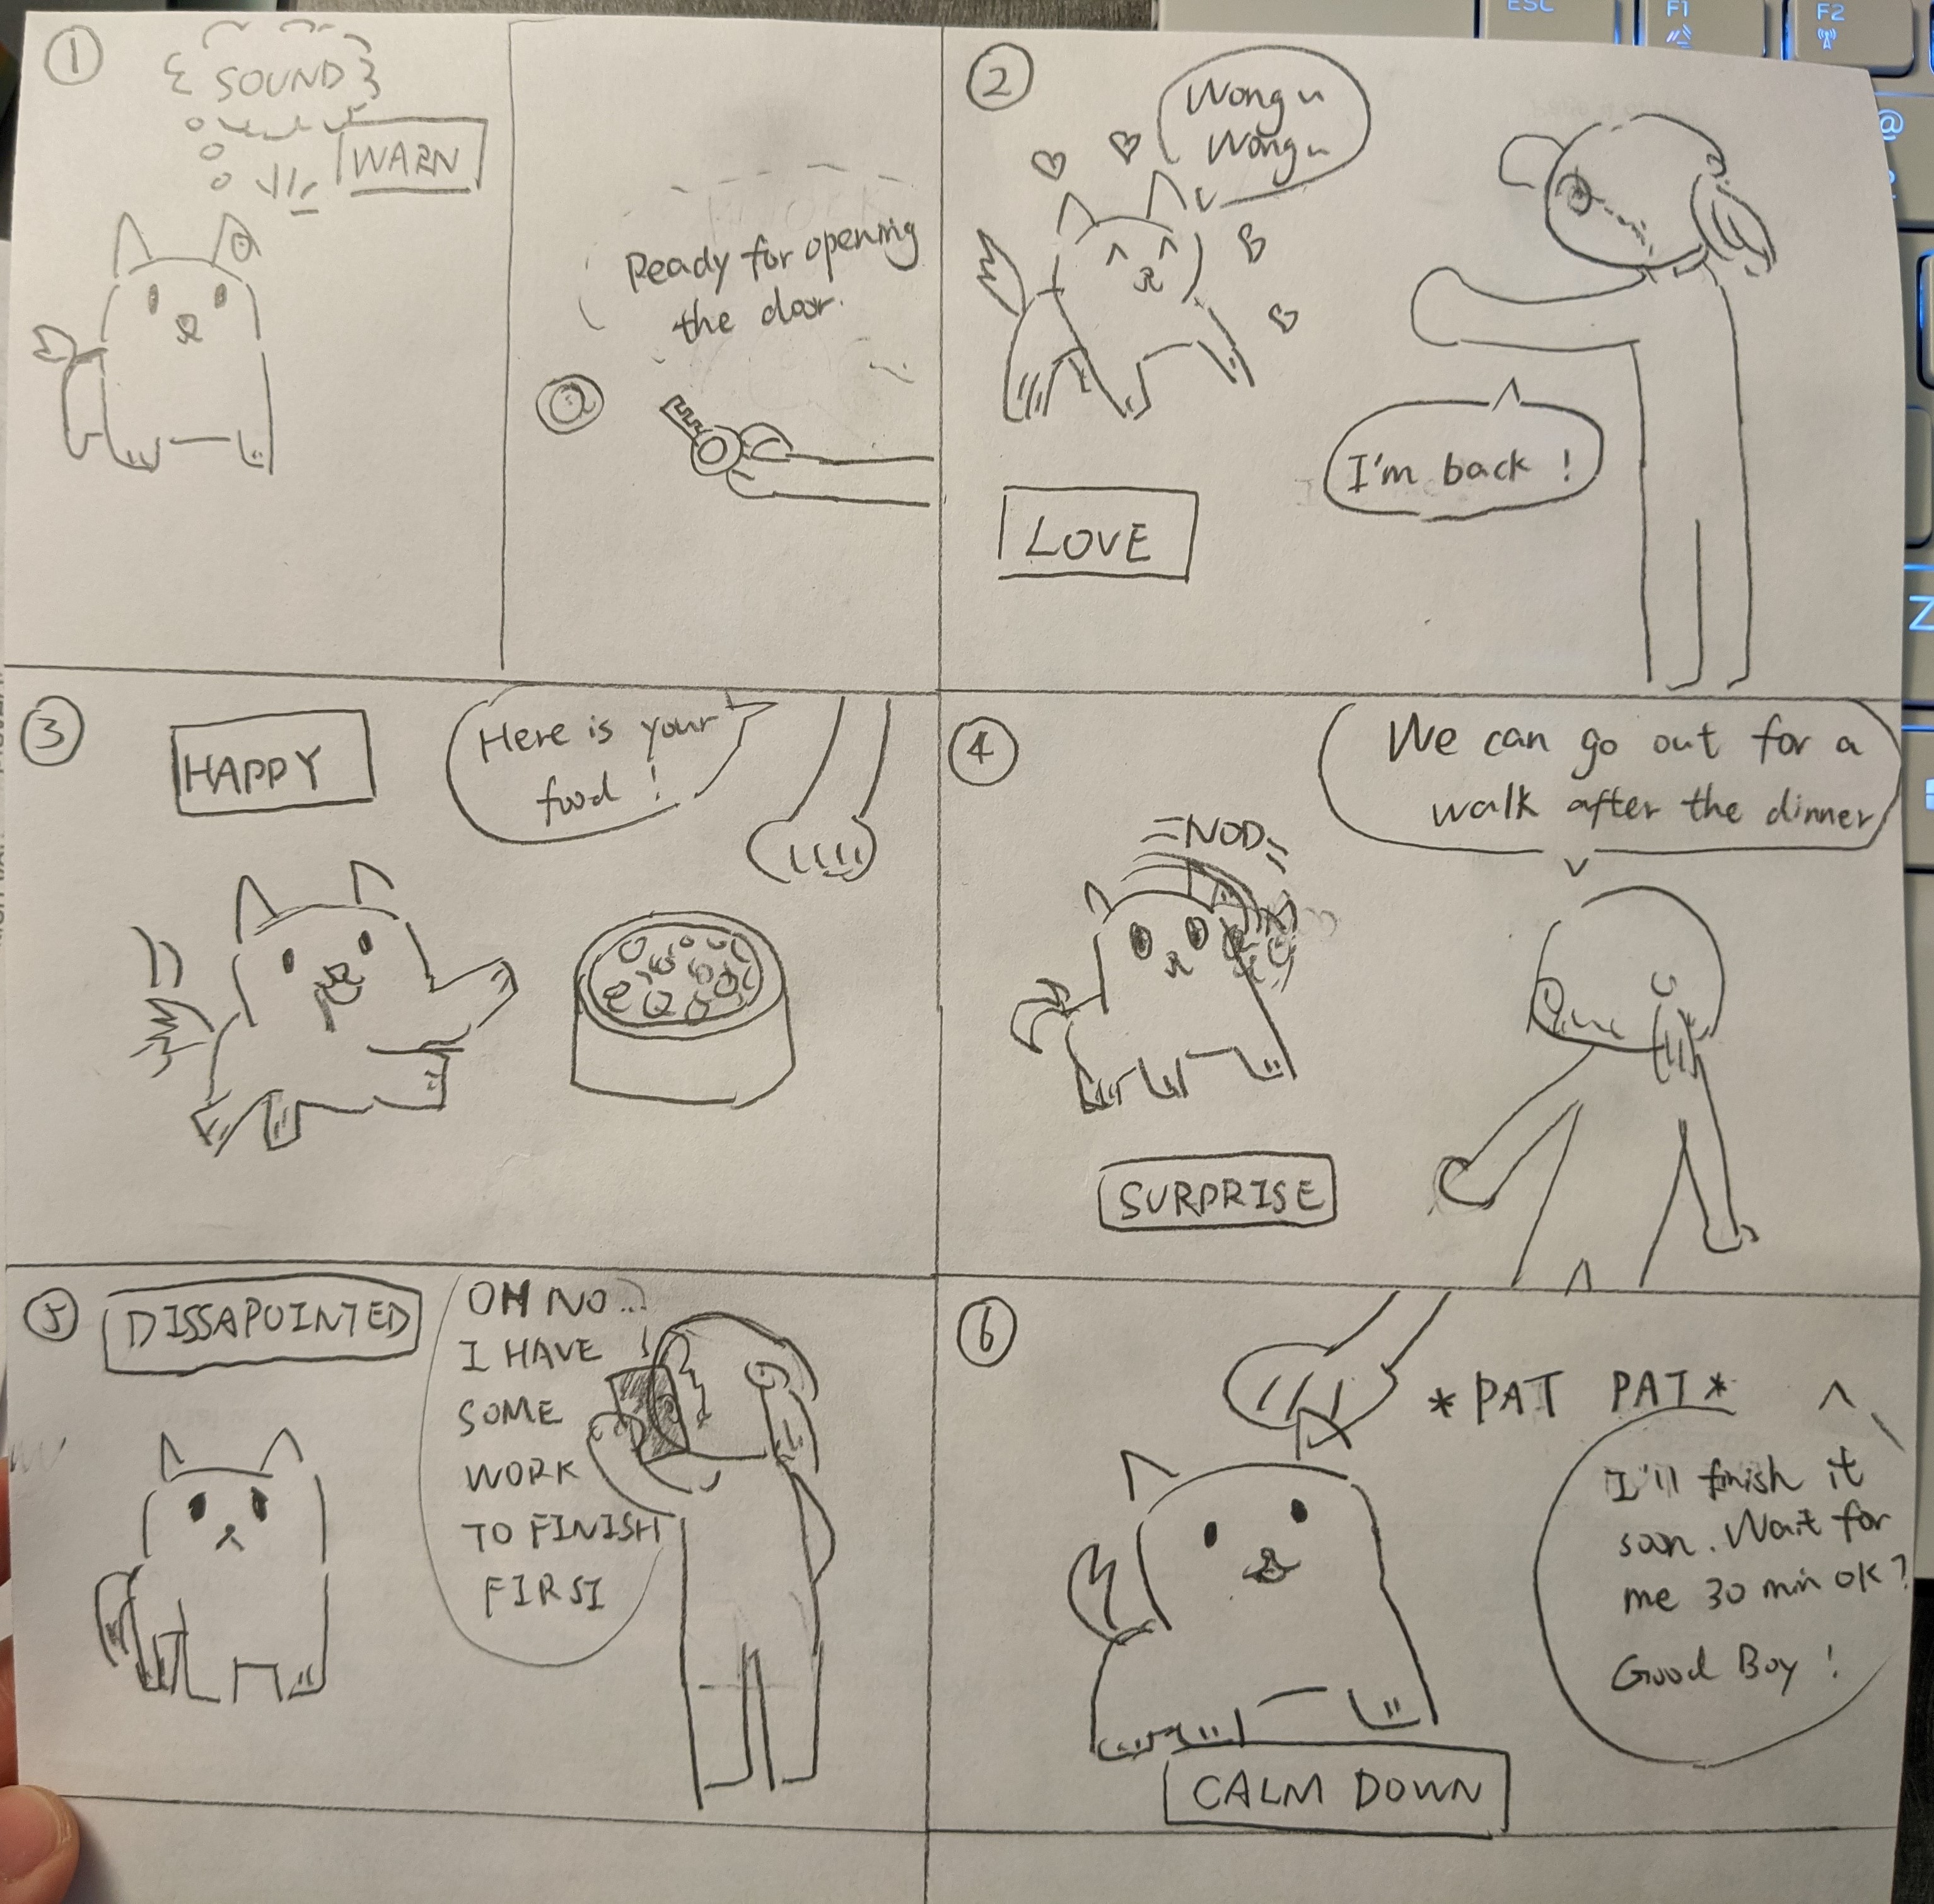 1
SOUND
WARN
Ready for opening
the door.
2
Wong~
Wong~
I'm back !
LOVE
3
HAPPY
Here is your
food !
4
We can go out for a
walk after the dinner
NOD
SURPRISE
5
DISSAPOINTED
OH NO...
I HAVE
SOME
WORK
TO FINISH
FIRST
6
*PAT PAT*
I'll finish it
soon. Wait for
me 30 min ok?
Good Boy !
CALM DOWN
ESC
F1
F2
@
Z